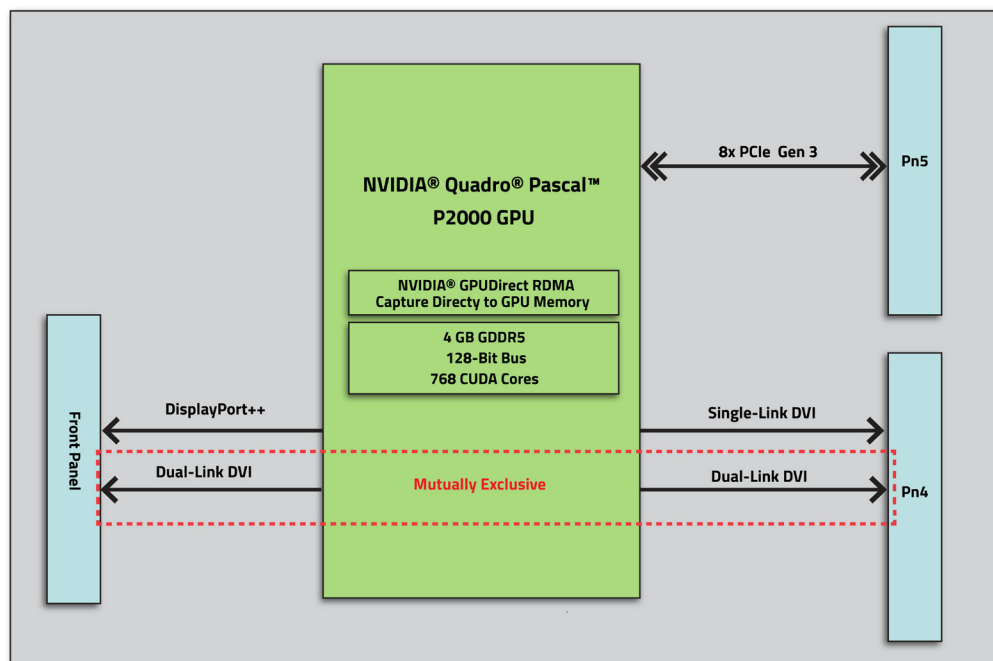 8x PCIe Gen 3
Pn5
NVIDIA® Quadro® Pascal™
P2000 GPU
NVIDIA® GPUDirect RDMA
Capture Directy to GPU Memory
4 GB GDDR5
128-Bit Bus
768 CUDA Cores
Front Panel
DisplayPort++
Single-Link DVI
Dual-Link DVI
Mutually Exclusive
Dual-Link DVI
Pn4